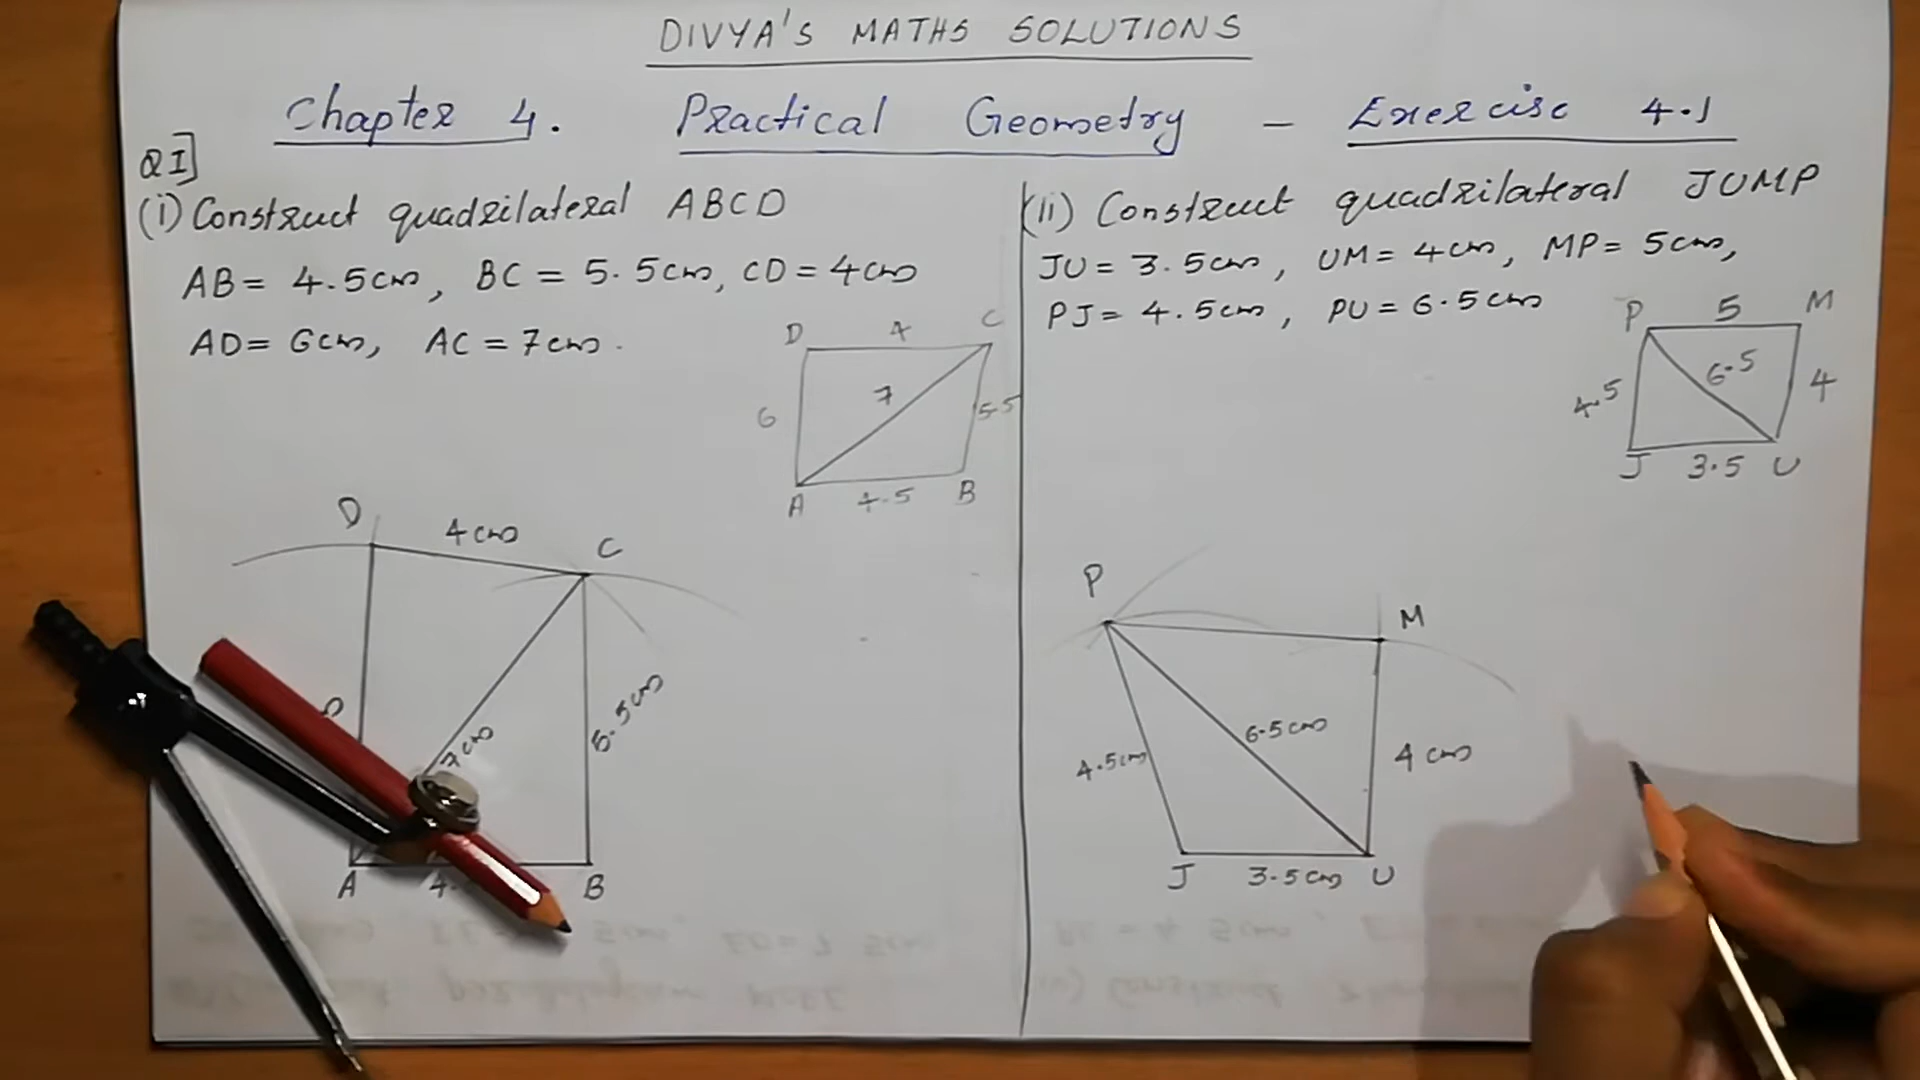 DIVYA'S MATHS SOLUTIONS
Chapter 4. Practical Geometry - Exercise 4.1
Q I]
(i) Construct quadrilateral ABCD
AB = 4.5cm, BC = 5.5cm, CD = 4cm
AD = 6cm, AC = 7cm.
D 4 C
6 7 5.5
A 4.5 B
D 4cm C
7cm 5.5cm
A 4. B
(ii) Construct quadrilateral JUMP
JU = 3.5cm, UM = 4cm, MP = 5cm,
PJ = 4.5cm, PU = 6.5cm
P 5 M
4.5 6.5 4
J 3.5 U
P M
4.5cm 6.5cm 4cm
J 3.5cm U